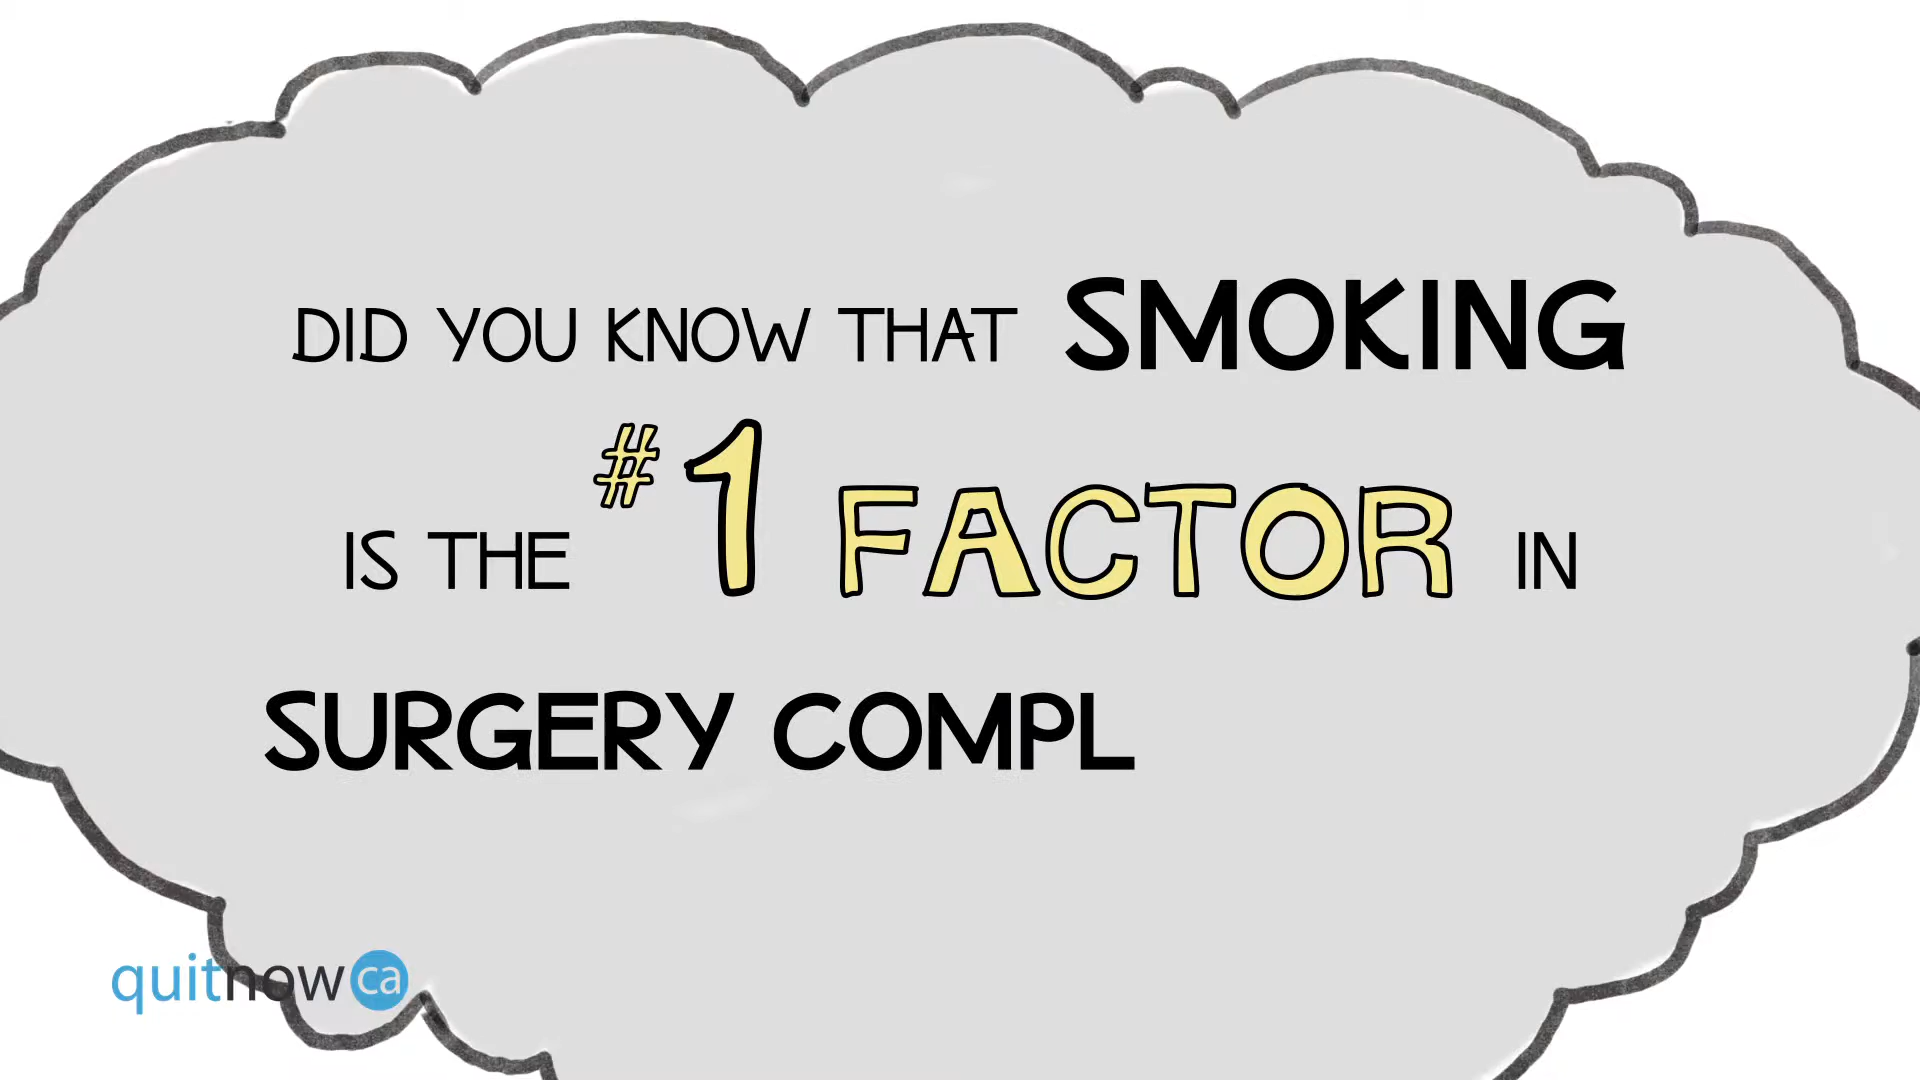 DID YOU KNOW THAT SMOKING
IS THE #1 FACTOR IN
SURGERY COMPL
quitnow ca